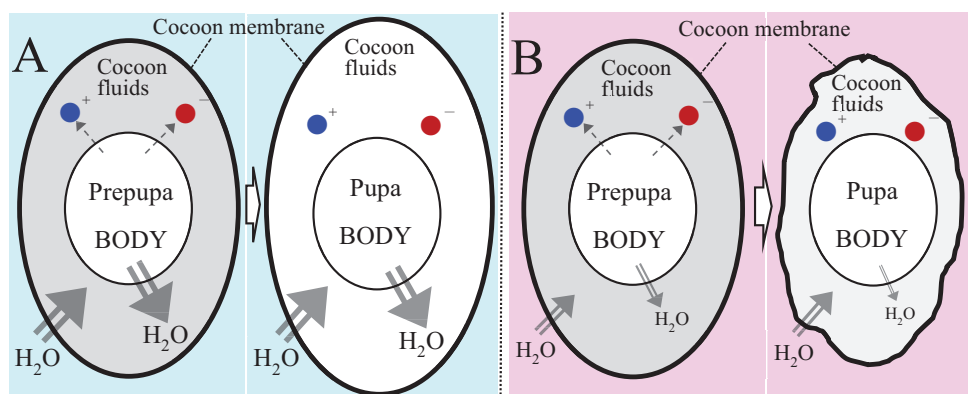 A
Cocoon membrane
Cocoon
fluids
+
−
Prepupa
BODY
H₂O
H₂O
Cocoon
fluids
+
−
Pupa
BODY
H₂O
H₂O
B
Cocoon membrane
Cocoon
fluids
+
−
Prepupa
BODY
H₂O
H₂O
Cocoon
fluids
+
−
Pupa
BODY
H₂O
H₂O